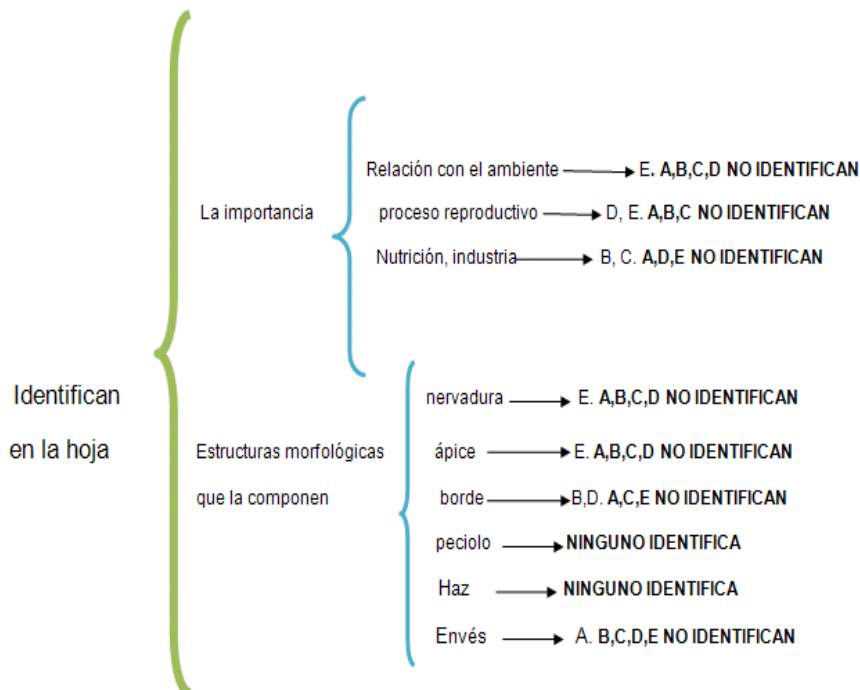 Identifican
en la hoja
La importancia
Relación con el ambiente E. A,B,C,D NO IDENTIFICAN
proceso reproductivo D, E. A,B,C NO IDENTIFICAN
Nutrición, industria B, C. A,D,E NO IDENTIFICAN
Estructuras morfológicas
que la componen
nervadura E. A,B,C,D NO IDENTIFICAN
ápice E. A,B,C,D NO IDENTIFICAN
borde B,D. A,C,E NO IDENTIFICAN
peciolo NINGUNO IDENTIFICA
Haz NINGUNO IDENTIFICA
Envés A. B,C,D,E NO IDENTIFICAN